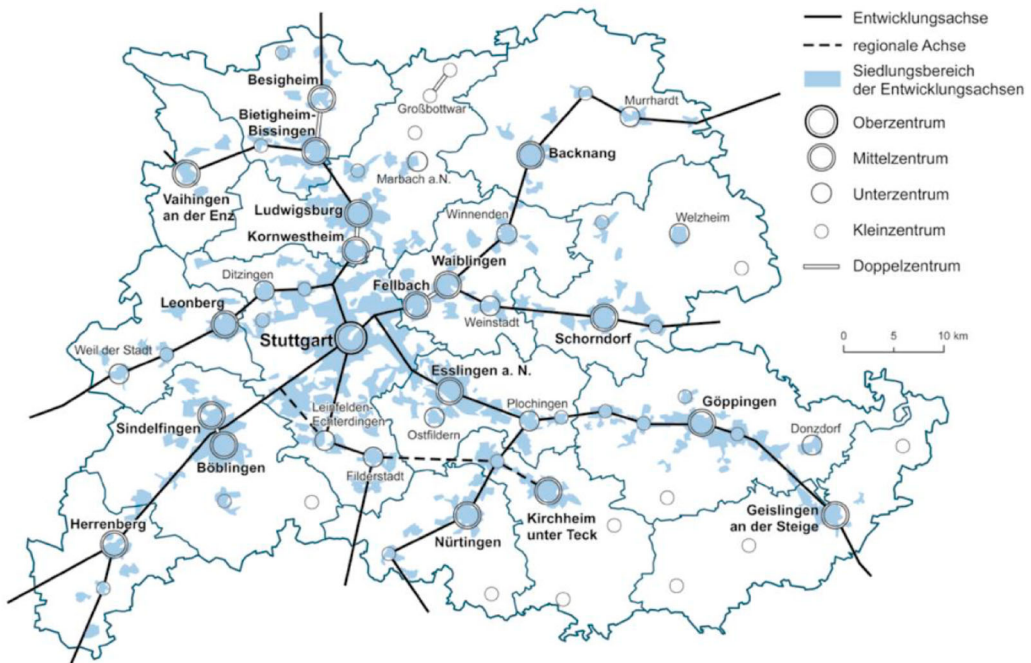 Entwicklungsachse
regionale Achse
Siedlungsbereich
der Entwicklungsachsen
Oberzentrum
Mittelzentrum
Unterzentrum
Kleinzentrum
Doppelzentrum
0 5 10 km
Besigheim
Großbottwar
Bietigheim-
Bissingen
Murrhardt
Backnang
Marbach a.N.
Vaihingen
an der Enz
Ludwigsburg
Winnenden
Welzheim
Kornwestheim
Waiblingen
Ditzingen
Fellbach
Leonberg
Weinstadt
Stuttgart
Schorndorf
Weil der Stadt
Esslingen a. N.
Leinfelden-
Echterdingen
Plochingen
Göppingen
Sindelfingen
Ostfildern
Donzdorf
Böblingen
Filderstadt
Herrenberg
Kirchheim
unter Teck
Nürtingen
Geislingen
an der Steige